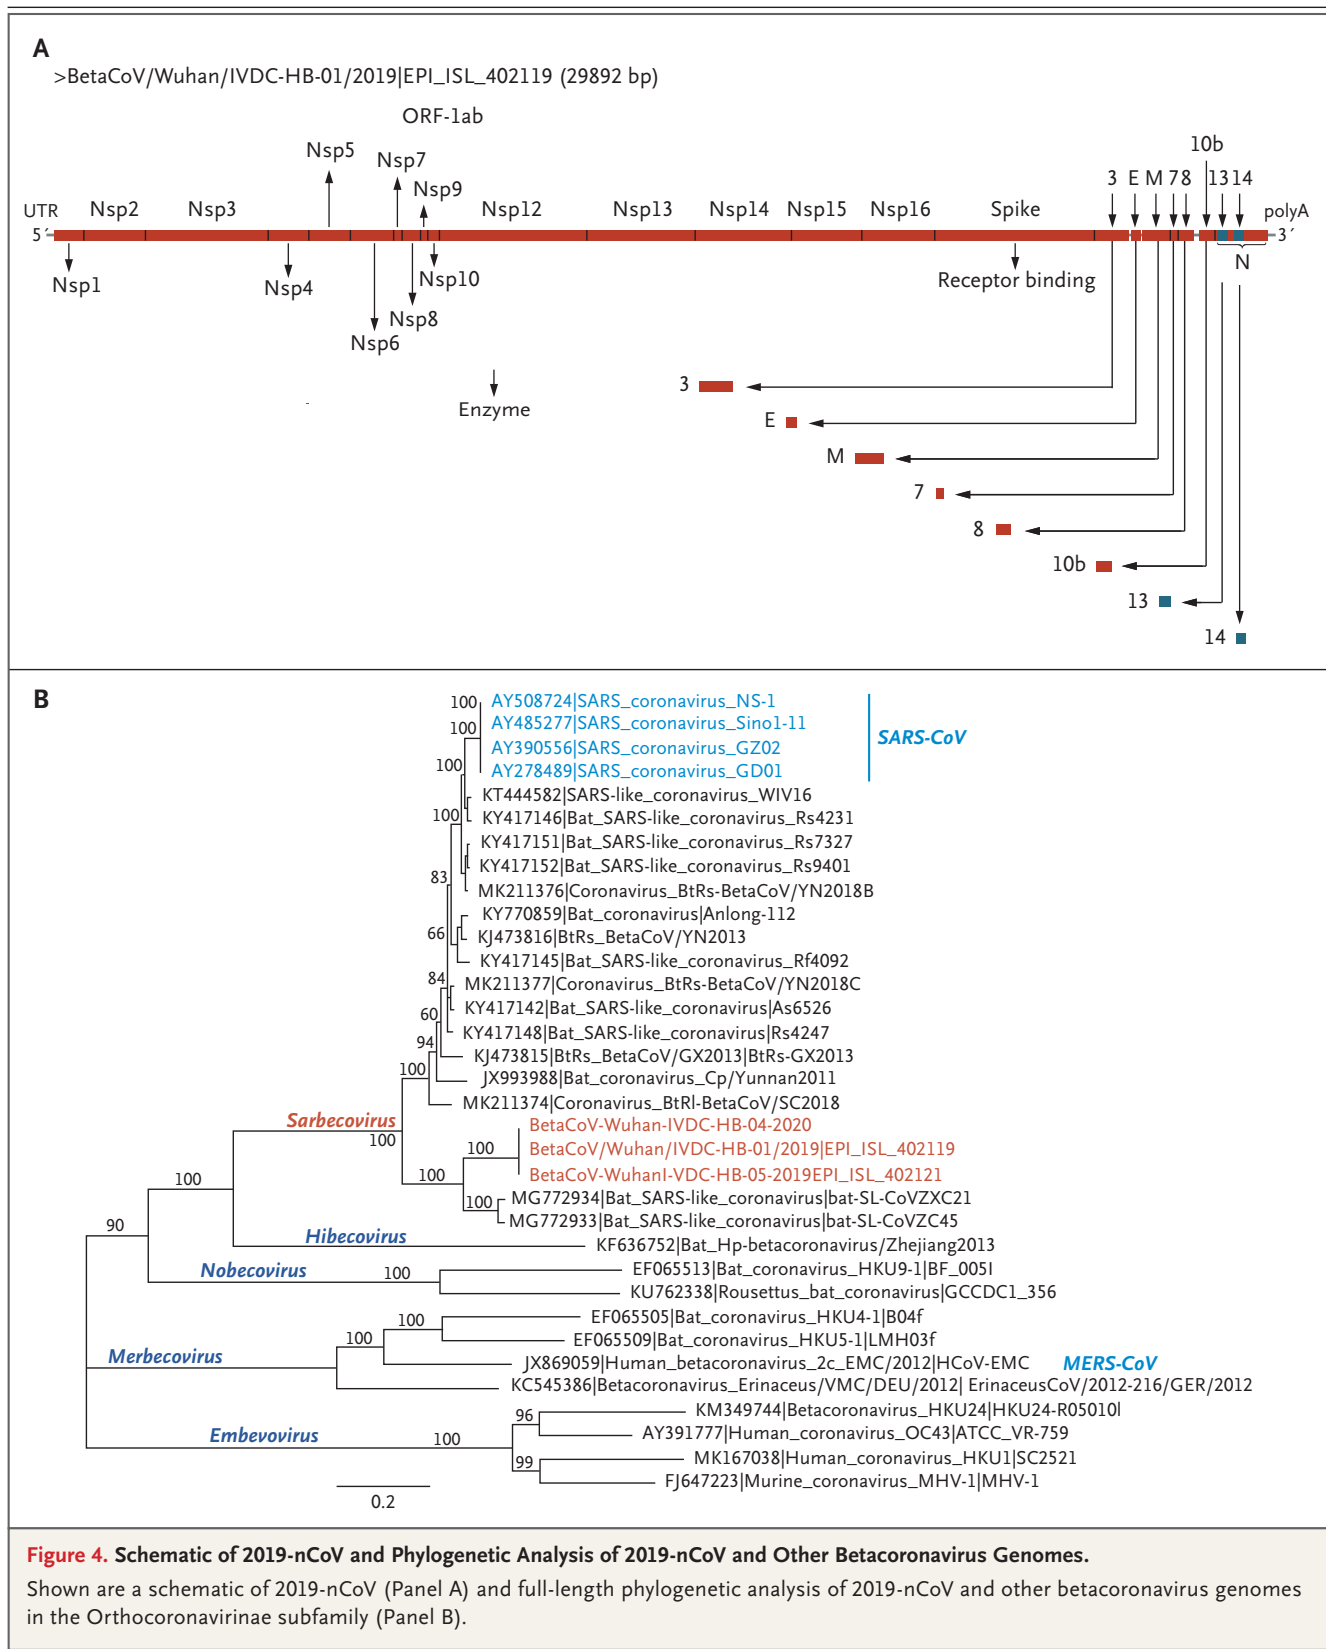 A
>BetaCoV/Wuhan/IVDC-HB-01/2019|EPI_ISL_402119 (29892 bp)
ORF-1ab
Nsp5
Nsp7
10b
Nsp9
3 E M 7 8 13 14
UTR Nsp2 Nsp3 Nsp12 Nsp13 Nsp14 Nsp15 Nsp16 Spike polyA
5´ 3´
Nsp1 Nsp4 Nsp10 Receptor binding N
Nsp8
Nsp6
3
Enzyme
E
M
7
8
10b
13
14
B
100 AY508724|SARS_coronavirus_NS-1
100 AY485277|SARS_coronavirus_Sino1-11
SARS-CoV
AY390556|SARS_coronavirus_GZ02
100 AY278489|SARS_coronavirus_GD01
KT444582|SARS-like_coronavirus_WIV16
100 KY417146|Bat_SARS-like_coronavirus_Rs4231
KY417151|Bat_SARS-like_coronavirus_Rs7327
KY417152|Bat_SARS-like_coronavirus_Rs9401
83 MK211376|Coronavirus_BtRs-BetaCoV/YN2018B
KY770859|Bat_coronavirus|Anlong-112
66 KJ473816|BtRs_BetaCoV/YN2013
KY417145|Bat_SARS-like_coronavirus_Rf4092
84 MK211377|Coronavirus_BtRs-BetaCoV/YN2018C
KY417142|Bat_SARS-like_coronavirus|As6526
60 KY417148|Bat_SARS-like_coronavirus|Rs4247
94 KJ473815|BtRs_BetaCoV/GX2013|BtRs-GX2013
100 JX993988|Bat_coronavirus_Cp/Yunnan2011
MK211374|Coronavirus_BtRl-BetaCoV/SC2018
Sarbecovirus BetaCoV-Wuhan-IVDC-HB-04-2020
100
100 BetaCoV/Wuhan/IVDC-HB-01/2019|EPI_ISL_402119
100 100 BetaCoV-WuhanI-VDC-HB-05-2019EPI_ISL_402121
100 MG772934|Bat_SARS-like_coronavirus|bat-SL-CoVZXC21
90 MG772933|Bat_SARS-like_coronavirus|bat-SL-CoVZC45
Hibecovirus KF636752|Bat_Hp-betacoronavirus/Zhejiang2013
Nobecovirus 100 EF065513|Bat_coronavirus_HKU9-1|BF_005I
KU762338|Rousettus_bat_coronavirus|GCCDC1_356
100 EF065505|Bat_coronavirus_HKU4-1|B04f
100 EF065509|Bat_coronavirus_HKU5-1|LMH03f
Merbecovirus JX869059|Human_betacoronavirus_2c_EMC/2012|HCoV-EMC MERS-CoV
KC545386|Betacoronavirus_Erinaceus/VMC/DEU/2012| ErinaceusCoV/2012-216/GER/2012
96 KM349744|Betacoronavirus_HKU24|HKU24-R05010I
Embevovirus 100 AY391777|Human_coronavirus_OC43|ATCC_VR-759
99 MK167038|Human_coronavirus_HKU1|SC2521
FJ647223|Murine_coronavirus_MHV-1|MHV-1
0.2
Figure 4. Schematic of 2019-nCoV and Phylogenetic Analysis of 2019-nCoV and Other Betacoronavirus Genomes.
Shown are a schematic of 2019-nCoV (Panel A) and full-length phylogenetic analysis of 2019-nCoV and other betacoronavirus genomes
in the Orthocoronavirinae subfamily (Panel B).